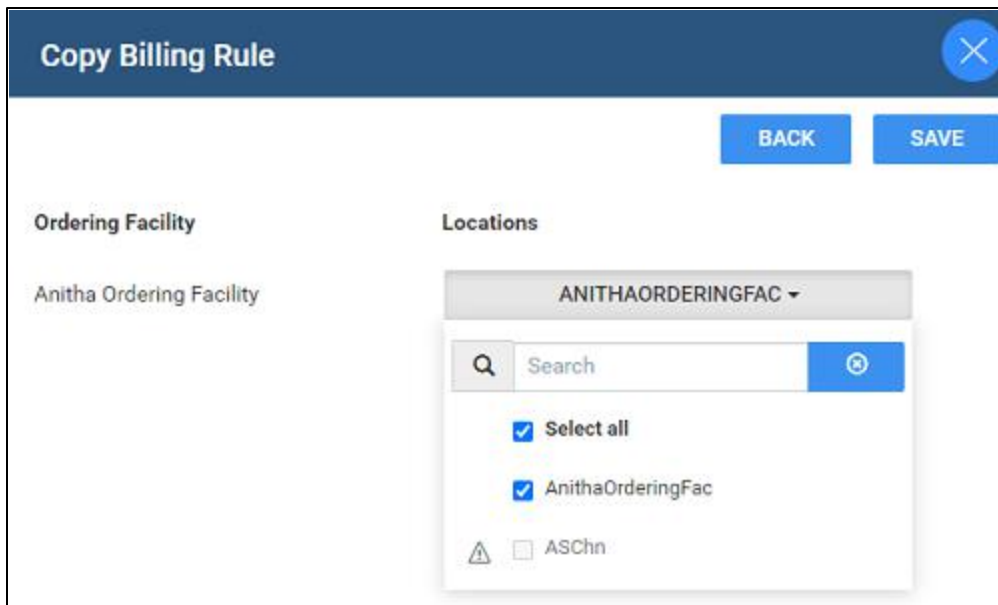 Copy Billing Rule
BACK SAVE
Ordering Facility Locations
Anitha Ordering Facility ANITHAORDERINGFAC
Search
Select all
AnithaOrderingFac
ASChn